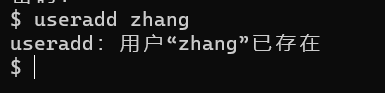 $ useradd zhang
useradd: 用户“zhang”已存在
$